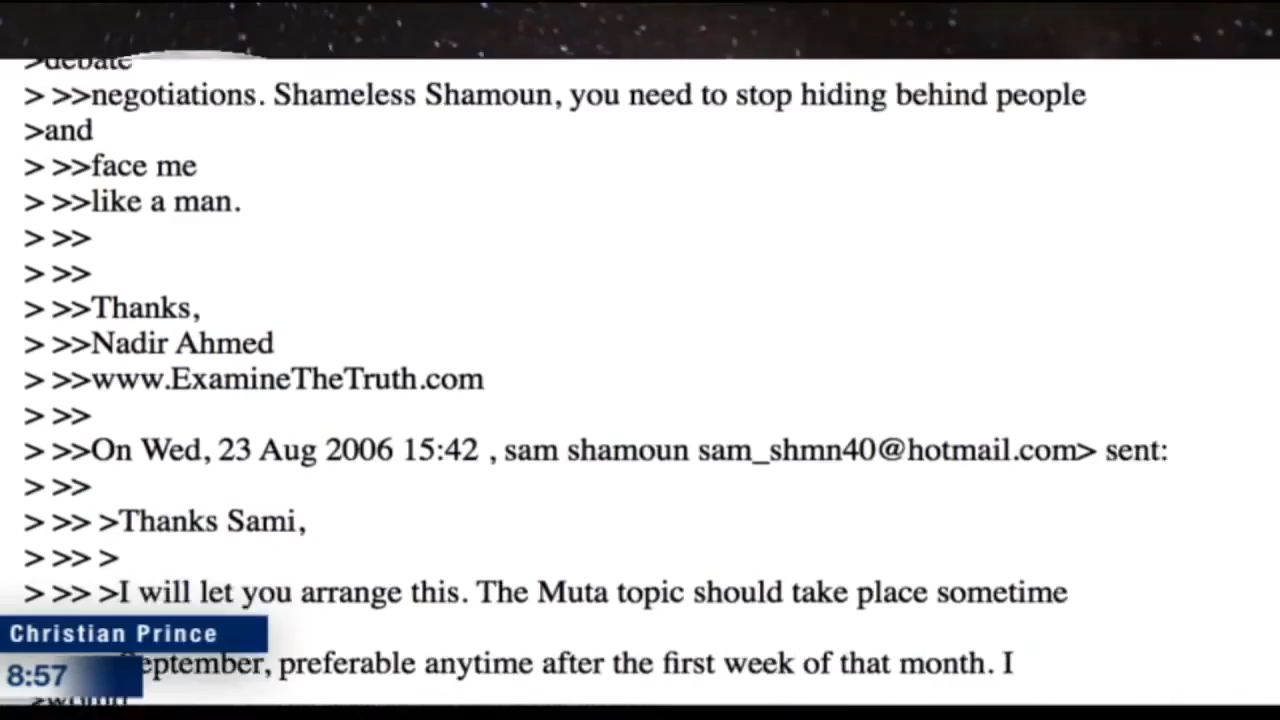 >debate
> >>negotiations. Shameless Shamoun, you need to stop hiding behind people
>and
> >>face me
> >>like a man.
> >>
> >>
> >>Thanks,
> >>Nadir Ahmed
> >>www.ExamineTheTruth.com
> >>
> >>On Wed, 23 Aug 2006 15:42 , sam shamoun sam_shmn40@hotmail.com> sent:
> >>
> >> >Thanks Sami,
> >> >
> >> >I will let you arrange this. The Muta topic should take place sometime
Christian Prince
September, preferable anytime after the first week of that month. I
8:57